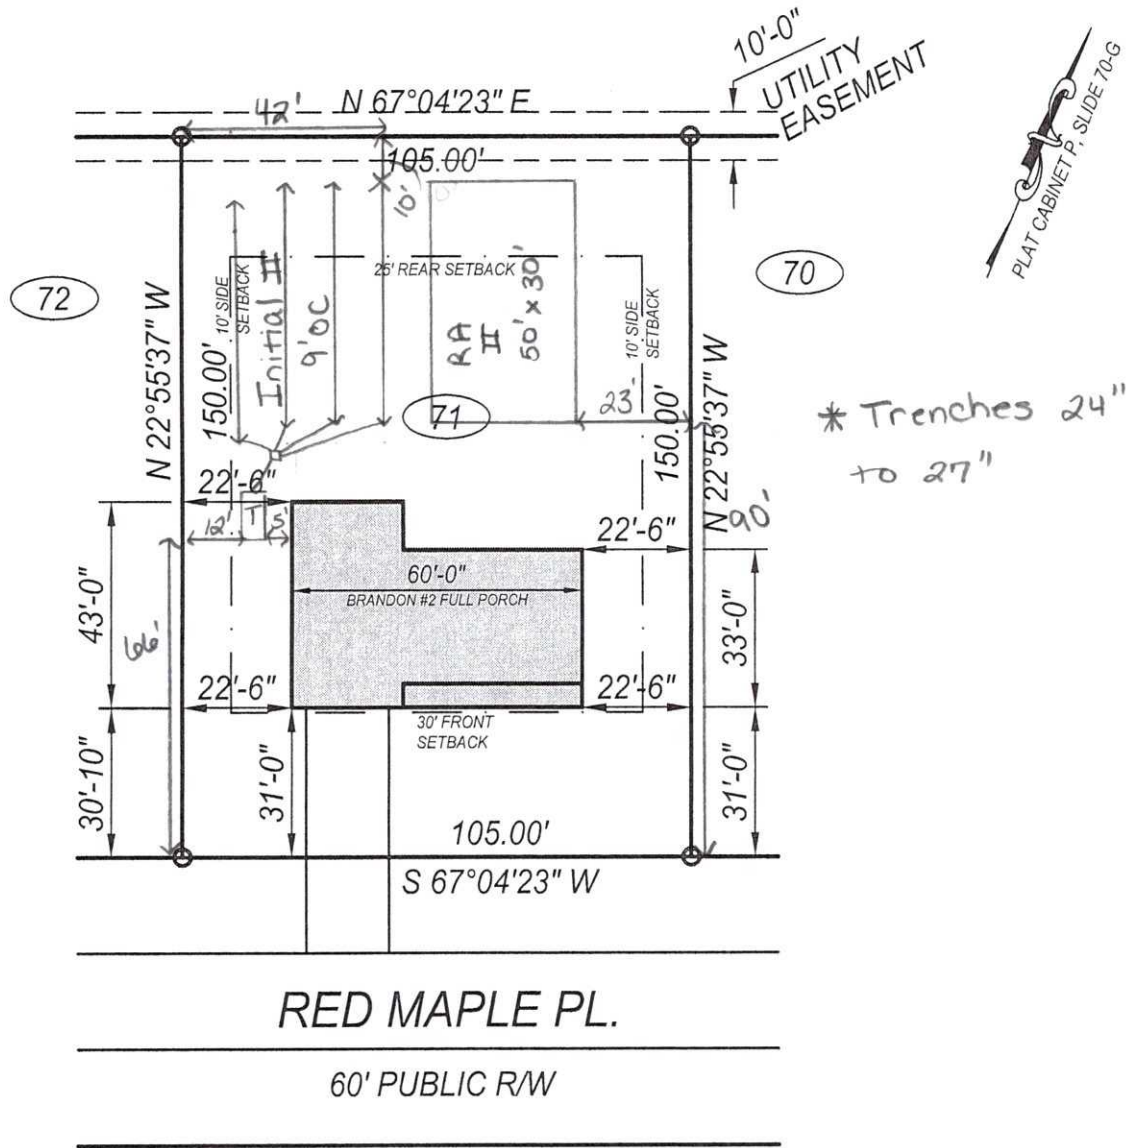 10'-0"
UTILITY
EASEMENT
PLAT CABINET P, SLIDE 70-G
42'
N 67°04'23" E
105.00'
10'
72
70
25' REAR SETBACK
10' SIDE
SETBACK
10' SIDE
SETBACK
Initial II
9' OC
RA
II
50' x 30'
N 22°55'37" W
150.00'
150.00'
N 22°55'37" W
23'
71
* Trenches 24"
to 27"
22'-6"
T
12'
5'
22'-6"
90'
60'-0"
BRANDON #2 FULL PORCH
43'-0"
66'
33'-0"
22'-6"
22'-6"
30' FRONT
SETBACK
30'-10"
31'-0"
31'-0"
105.00'
S 67°04'23" W
RED MAPLE PL.
60' PUBLIC R/W